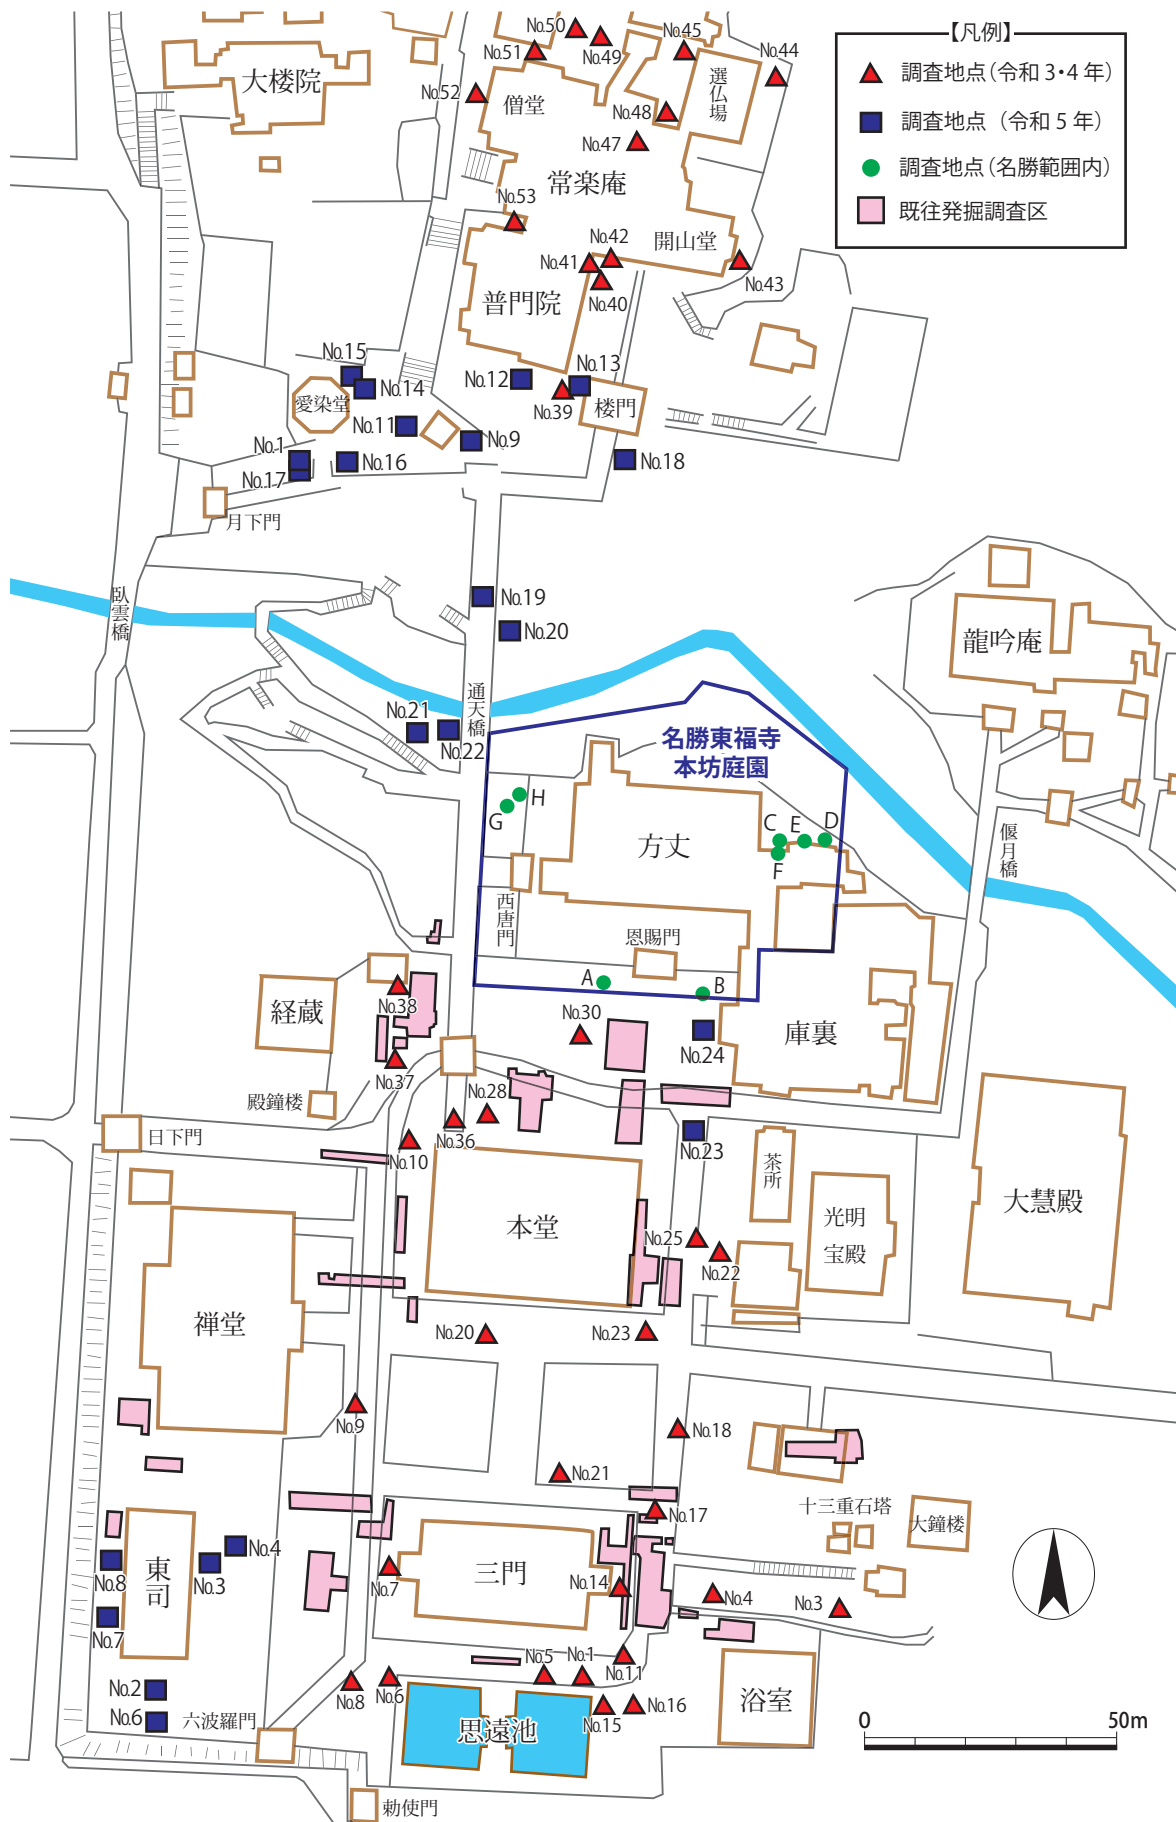 【凡例】
調査地点(令和3・4年)
調査地点(令和5年)
調査地点(名勝範囲内)
既往発掘調査区
大楼院
No.50
No.49
No.51
No.45
No.44
No.52
僧堂
選仏場
No.48
No.47
常楽庵
No.53
開山堂
No.42
No.41
No.40
No.43
普門院
No.15
No.14
愛染堂
No.12
No.13
No.39
楼門
No.11
No.9
No.1
No.17
No.16
No.18
月下門
臥雲橋
No.19
No.20
通天橋
No.21
No.22
龍吟庵
名勝東福寺
本坊庭園
H
G
方丈
C
E
D
F
偃月橋
西唐門
恩賜門
A
B
経蔵
No.38
No.30
No.24
庫裏
No.37
殿鐘楼
No.28
No.36
日下門
No.10
No.23
茶所
本堂
光明
宝殿
大慧殿
No.25
No.22
禅堂
No.20
No.23
No.9
No.18
No.21
No.17
十三重石塔
大鐘楼
No.4
No.3
No.8
東司
No.7
No.7
三門
No.14
No.4
No.3
No.2
No.6
六波羅門
No.8
No.6
No.5
No.1
No.11
No.15
No.16
思遠池
浴室
勅使門
0
50m